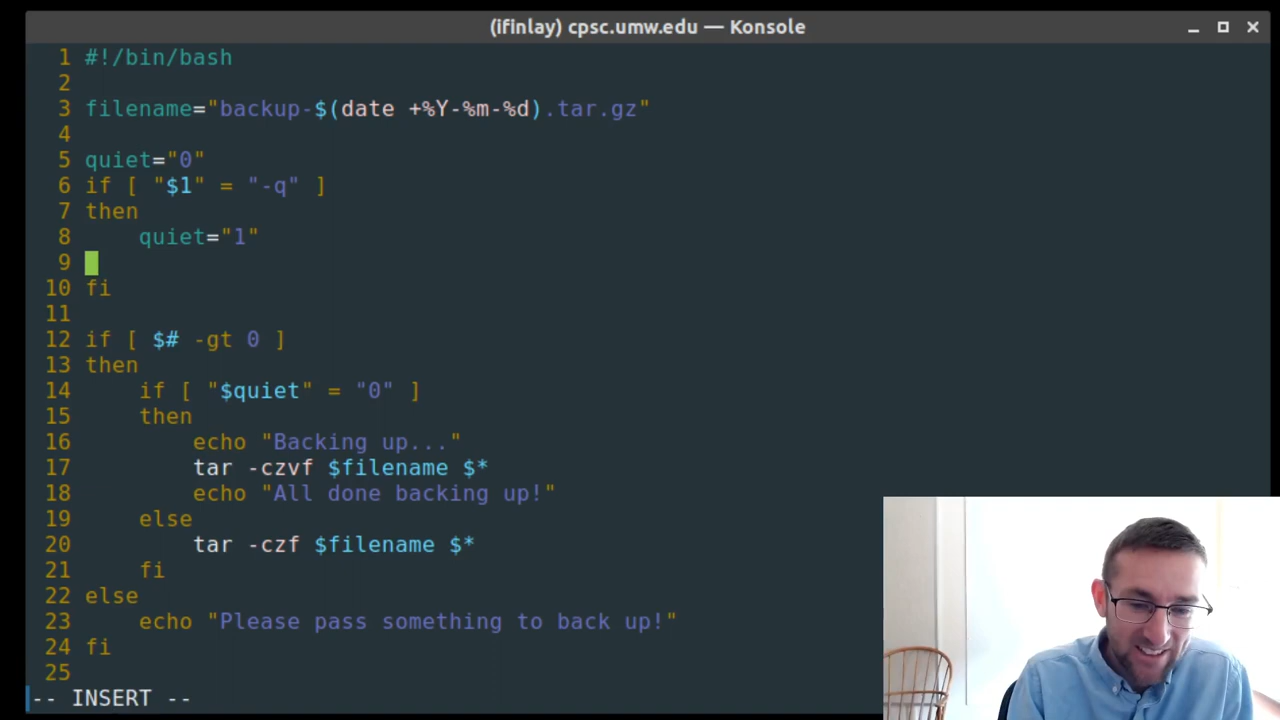 (ifinlay) cpsc.umw.edu — Konsole
1 #!/bin/bash
2
3 filename="backup-$(date +%Y-%m-%d).tar.gz"
4
5 quiet="0"
6 if [ "$1" = "-q" ]
7 then
8     quiet="1"
9
10 fi
11
12 if [ $# -gt 0 ]
13 then
14     if [ "$quiet" = "0" ]
15     then
16         echo "Backing up..."
17         tar -czvf $filename $*
18         echo "All done backing up!"
19     else
20         tar -czf $filename $*
21     fi
22 else
23     echo "Please pass something to back up!"
24 fi
25
-- INSERT --